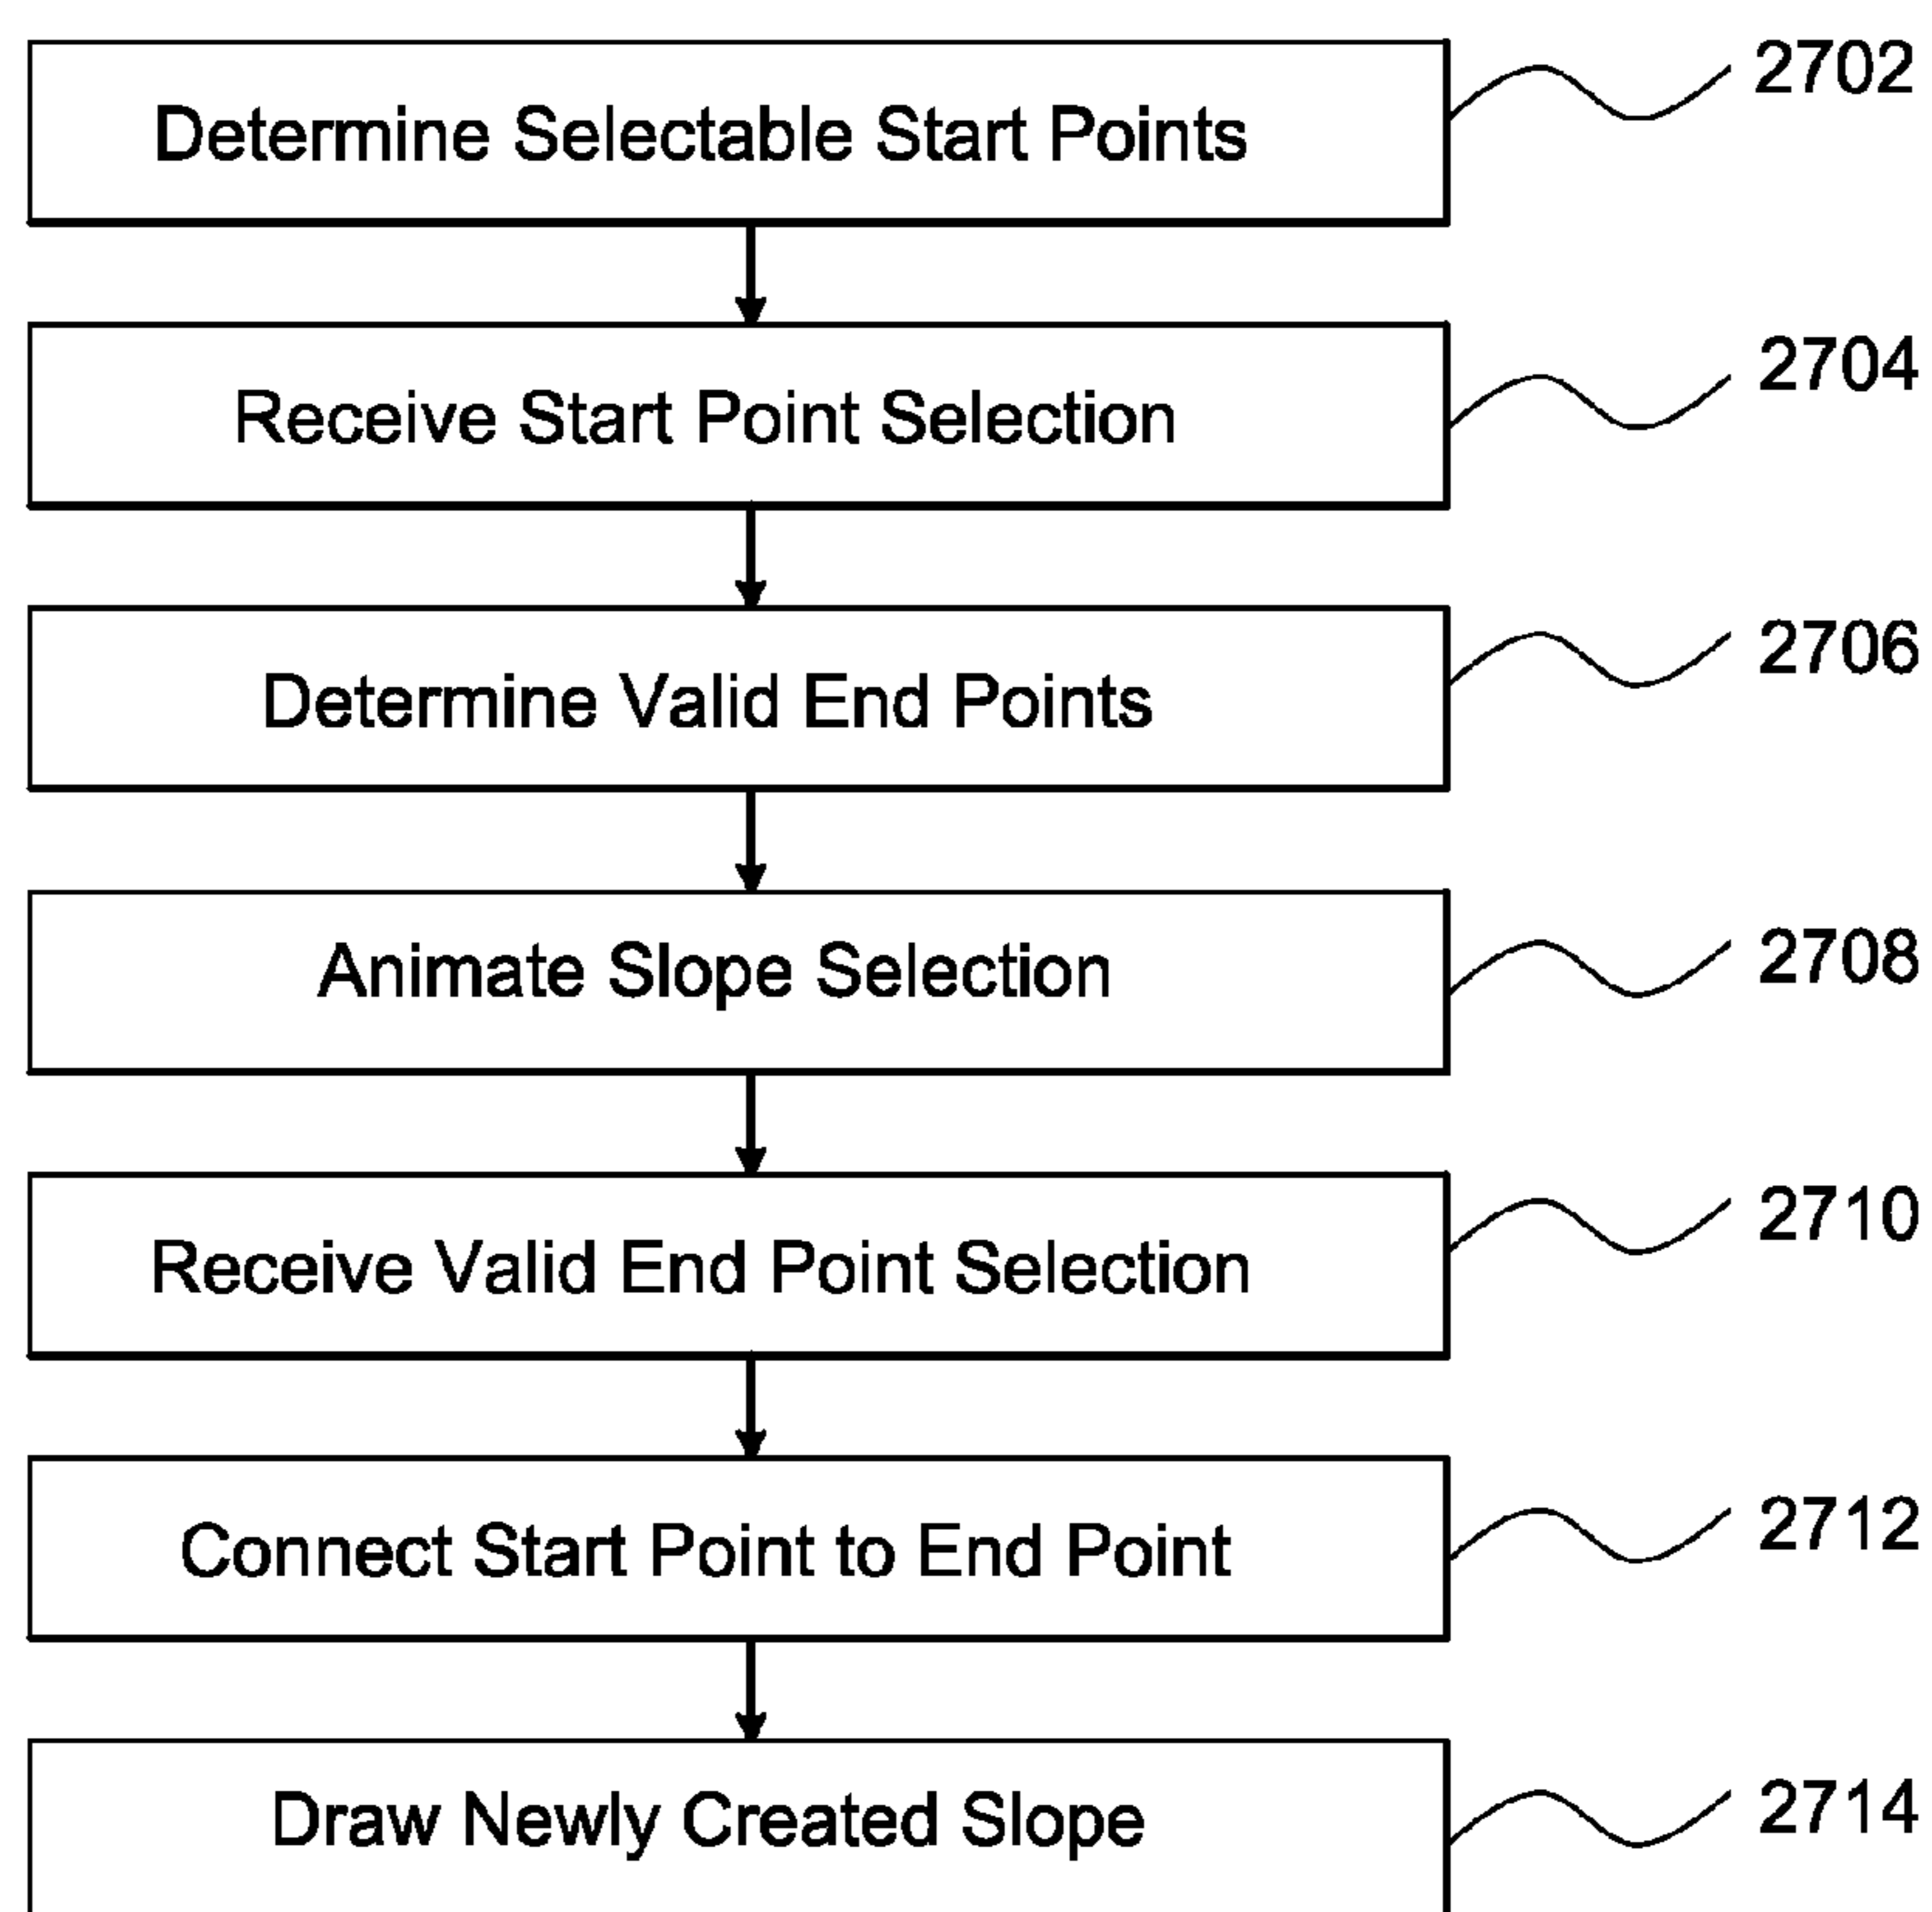 Determine Selectable Start Points
2702
Receive Start Point Selection
2704
Determine Valid End Points
2706
Animate Slope Selection
2708
Receive Valid End Point Selection
2710
Connect Start Point to End Point
2712
Draw Newly Created Slope
2714